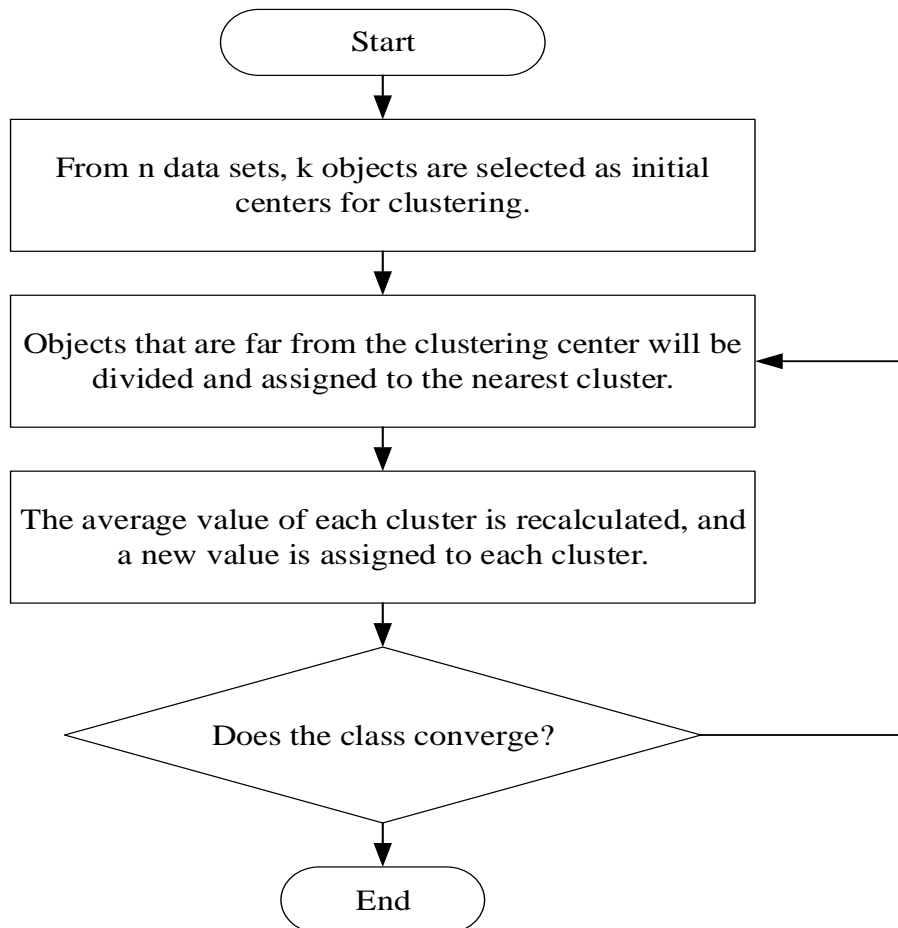 Start
From n data sets, k objects are selected as initial
centers for clustering.
Objects that are far from the clustering center will be
divided and assigned to the nearest cluster.
The average value of each cluster is recalculated, and
a new value is assigned to each cluster.
Does the class converge?
End